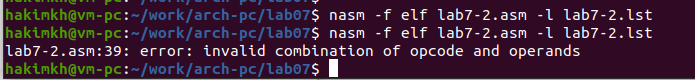 hakimkh@vm-pc:~/work/arch-pc/lab07$ nasm -f elf lab7-2.asm -l lab7-2.lst
hakimkh@vm-pc:~/work/arch-pc/lab07$ nasm -f elf lab7-2.asm -l lab7-2.lst
lab7-2.asm:39: error: invalid combination of opcode and operands
hakimkh@vm-pc:~/work/arch-pc/lab07$